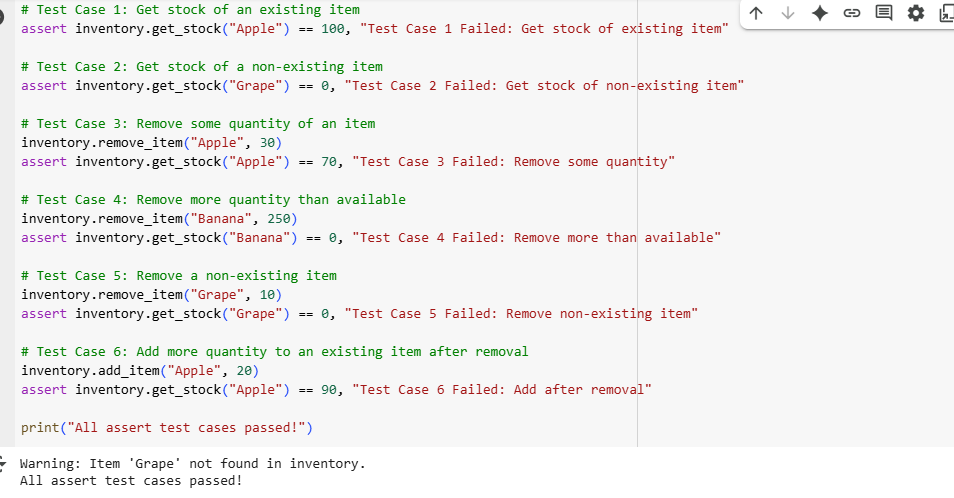 # Test Case 1: Get stock of an existing item
assert inventory.get_stock("Apple") == 100, "Test Case 1 Failed: Get stock of existing item"
# Test Case 2: Get stock of a non-existing item
assert inventory.get_stock("Grape") == 0, "Test Case 2 Failed: Get stock of non-existing item"
# Test Case 3: Remove some quantity of an item
inventory.remove_item("Apple", 30)
assert inventory.get_stock("Apple") == 70, "Test Case 3 Failed: Remove some quantity"
# Test Case 4: Remove more quantity than available
inventory.remove_item("Banana", 250)
assert inventory.get_stock("Banana") == 0, "Test Case 4 Failed: Remove more than available"
# Test Case 5: Remove a non-existing item
inventory.remove_item("Grape", 10)
assert inventory.get_stock("Grape") == 0, "Test Case 5 Failed: Remove non-existing item"
# Test Case 6: Add more quantity to an existing item after removal
inventory.add_item("Apple", 20)
assert inventory.get_stock("Apple") == 90, "Test Case 6 Failed: Add after removal"
print("All assert test cases passed!")
Warning: Item 'Grape' not found in inventory.
All assert test cases passed!